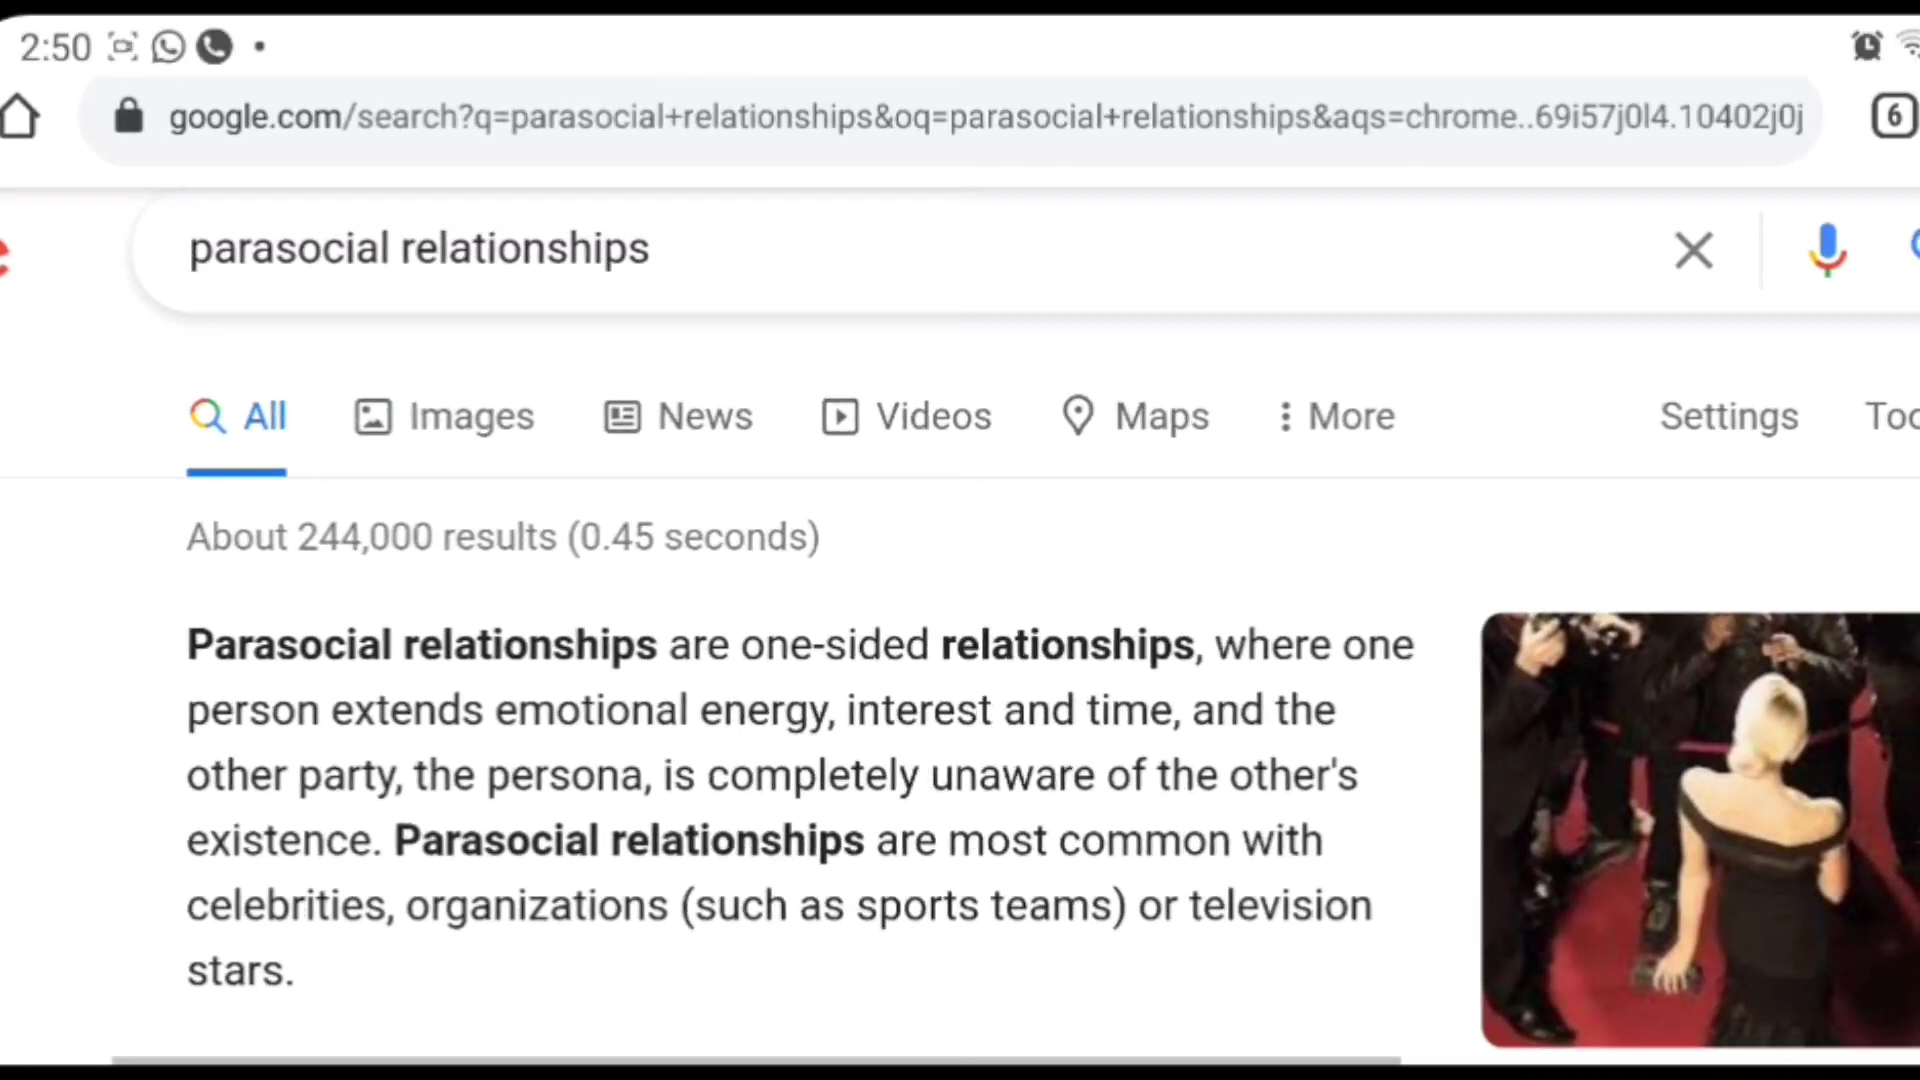 2:50
google.com/search?q=parasocial+relationships&oq=parasocial+relationships&aqs=chrome..69i57j0l4.10402j0j
6
parasocial relationships
All Images News Videos Maps More Settings Too
About 244,000 results (0.45 seconds)
Parasocial relationships are one-sided relationships, where one
person extends emotional energy, interest and time, and the
other party, the persona, is completely unaware of the other's
existence. Parasocial relationships are most common with
celebrities, organizations (such as sports teams) or television
stars.